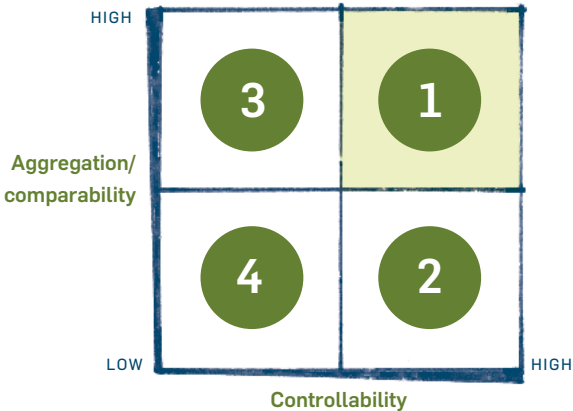 HIGH
3
1
Aggregation/
comparability
4
2
LOW
HIGH
Controllability